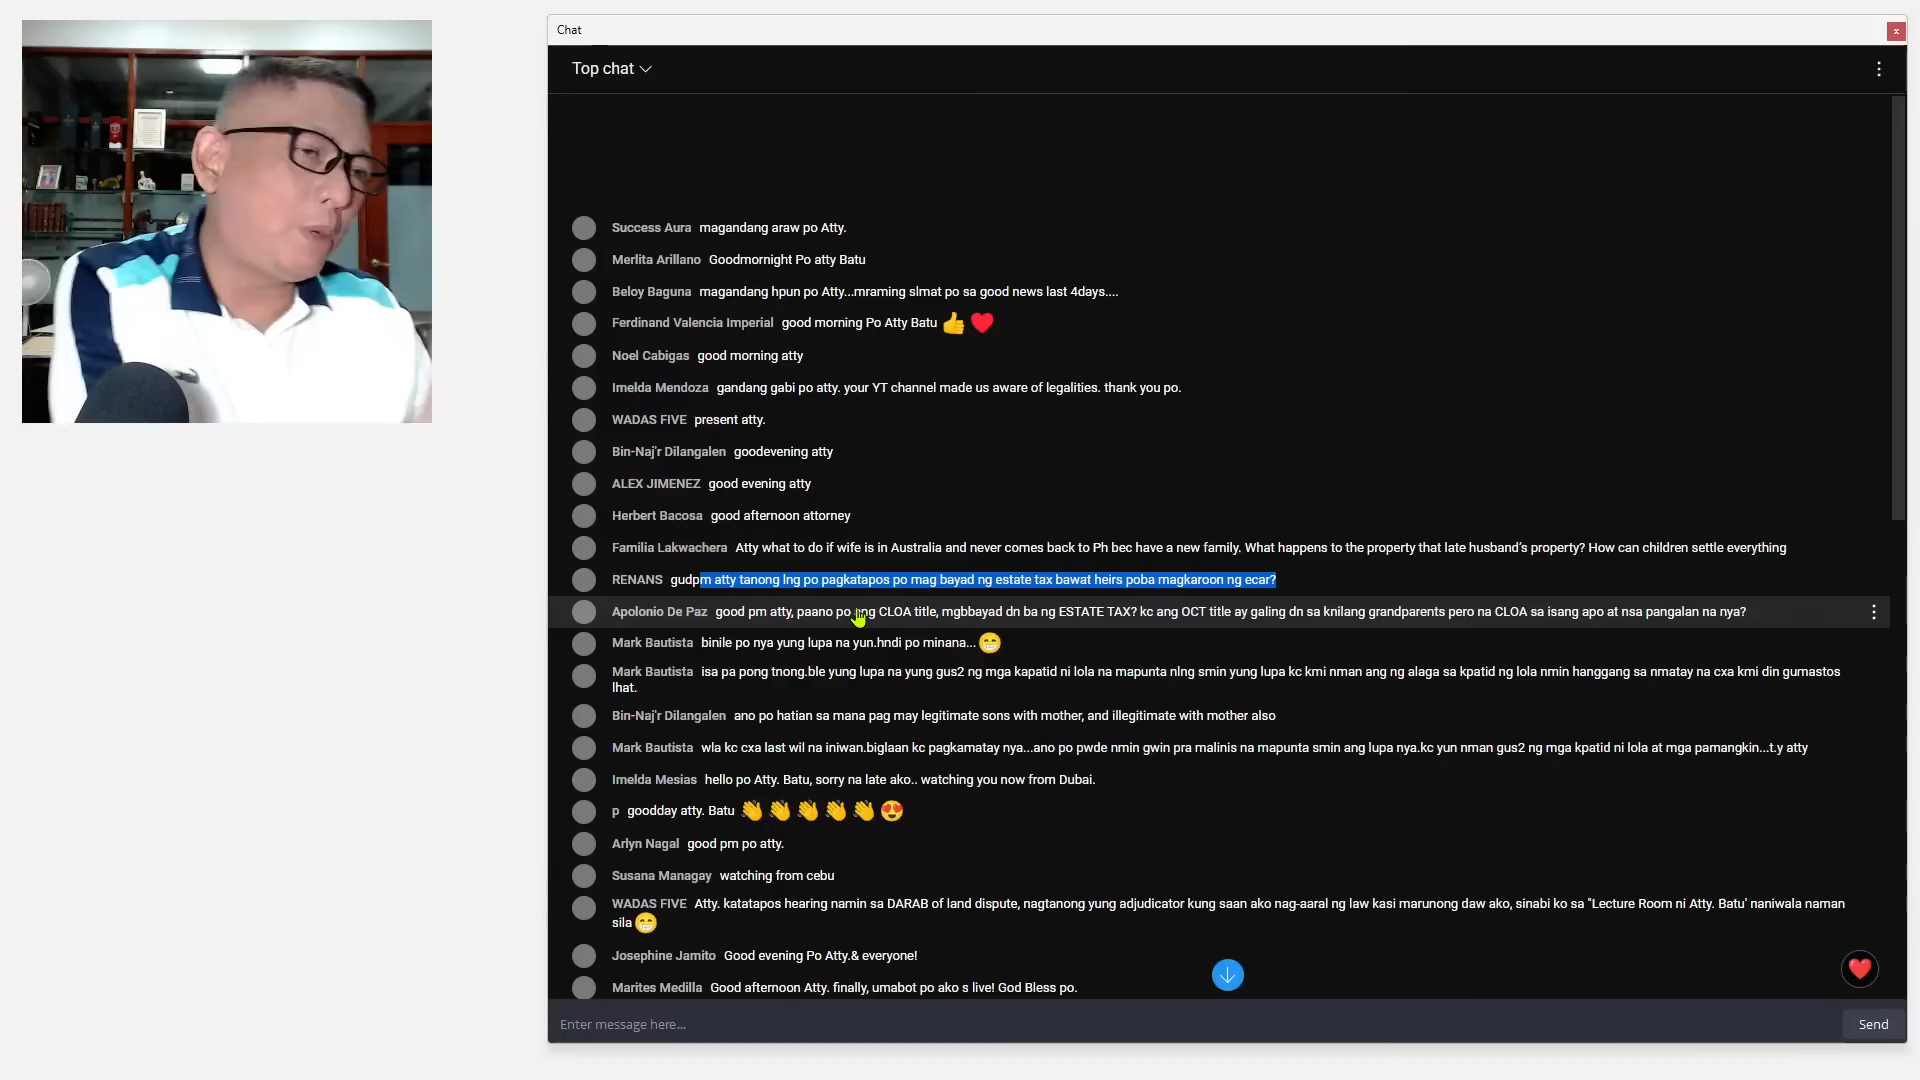 Chat
x
Top chat
Success Aura magandang araw po Atty.
Merlita Arillano Goodmornight Po atty Batu
Beloy Baguna magandang hpun po Atty...mraming slmat po sa good news last 4days....
Ferdinand Valencia Imperial good morning Po Atty Batu 👍❤️
Noel Cabigas good morning atty
Imelda Mendoza gandang gabi po atty. your YT channel made us aware of legalities. thank you po.
WADAS FIVE present atty.
Bin-Naj'r Dilangalen goodevening atty
ALEX JIMENEZ good evening atty
Herbert Bacosa good afternoon attorney
Familia Lakwachera Atty what to do if wife is in Australia and never comes back to Ph bec have a new family. What happens to the property that late husband's property? How can children settle everything
RENANS gudpm atty tanong lng po pagkatapos po mag bayad ng estate tax bawat heirs poba magkaroon ng ecar?
Apolonio De Paz good pm atty, paano po ang CLOA title, mgbbayad dn ba ng ESTATE TAX? kc ang OCT title ay galing dn sa knilang grandparents pero na CLOA sa isang apo at nsa pangalan na nya?
Mark Bautista binile po nya yung lupa na yun.hndi po minana...😁
Mark Bautista isa pa pong tnong.ble yung lupa na yung gus2 ng mga kapatid ni lola na mapunta nlng smin yung lupa kc kmi nman ang ng alaga sa kpatid ng lola nmin hanggang sa nmatay na cxa kmi din gumastos
lhat.
Bin-Naj'r Dilangalen ano po hatian sa mana pag may legitimate sons with mother, and illegitimate with mother also
Mark Bautista wla kc cxa last wil na iniwan.biglaan kc pagkamatay nya...ano po pwde nmin gwin pra malinis na mapunta smin ang lupa nya.kc yun nman gus2 ng mga kpatid ni lola at mga pamangkin...t.y atty
Imelda Mesias hello po Atty. Batu, sorry na late ako.. watching you now from Dubai.
p goodday atty. Batu 👋👋👋👋👋😍
Arlyn Nagal good pm po atty.
Susana Managay watching from cebu
WADAS FIVE Atty. katatapos hearing namin sa DARAB of land dispute, nagtanong yung adjudicator kung saan ako nag-aaral ng law kasi marunong daw ako, sinabi ko sa "Lecture Room ni Atty. Batu' naniwala naman
sila😁
Josephine Jamito Good evening Po Atty.& everyone!
Marites Medilla Good afternoon Atty. finally, umabot po ako s live! God Bless po.
Enter message here...
Send